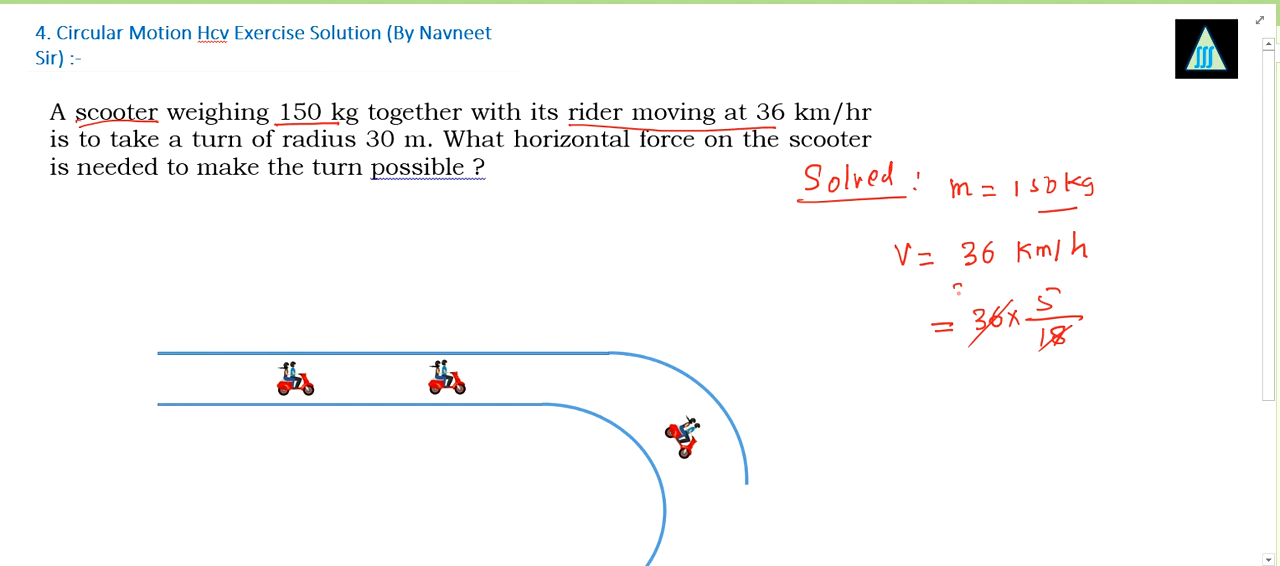 4. Circular Motion Hcv Exercise Solution (By Navneet
Sir) :-
A scooter weighing 150 kg together with its rider moving at 36 km/hr
is to take a turn of radius 30 m. What horizontal force on the scooter
is needed to make the turn possible ?
Solved : m = 150 kg
v = 36 km/h
= 36 × 5/18